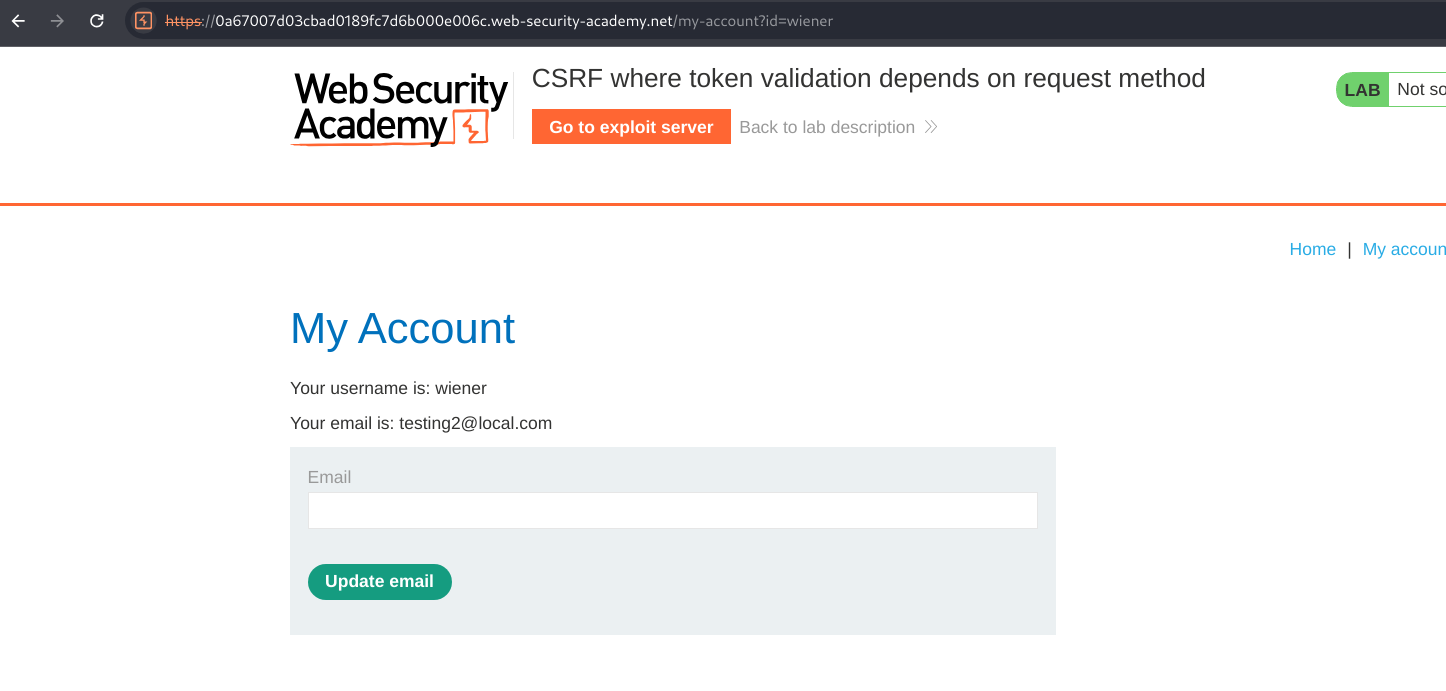 https://0a67007d03cbad0189fc7d6b000e006c.web-security-academy.net/my-account?id=wiener
Web Security
Academy
CSRF where token validation depends on request method
Go to exploit server
Back to lab description
LAB
Not so
Home | My accoun
My Account
Your username is: wiener
Your email is: testing2@local.com
Email
Update email